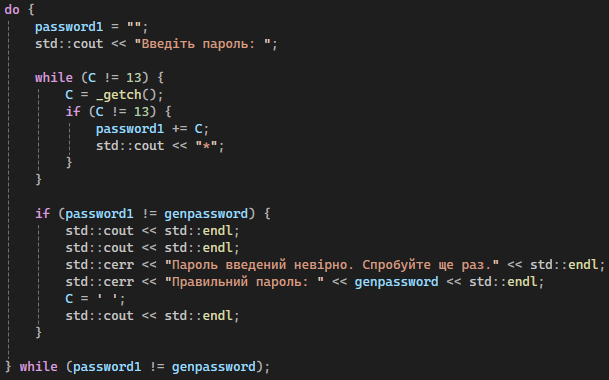 do {
    password1 = "";
    std::cout << "Введіть пароль: ";

    while (C != 13) {
        C = _getch();
        if (C != 13) {
            password1 += C;
            std::cout << "*";
        }
    }

    if (password1 != genpassword) {
        std::cout << std::endl;
        std::cout << std::endl;
        std::cerr << "Пароль введений невірно. Спробуйте ще раз." << std::endl;
        std::cerr << "Правильний пароль: " << genpassword << std::endl;
        C = ' ';
        std::cout << std::endl;
    }

} while (password1 != genpassword);